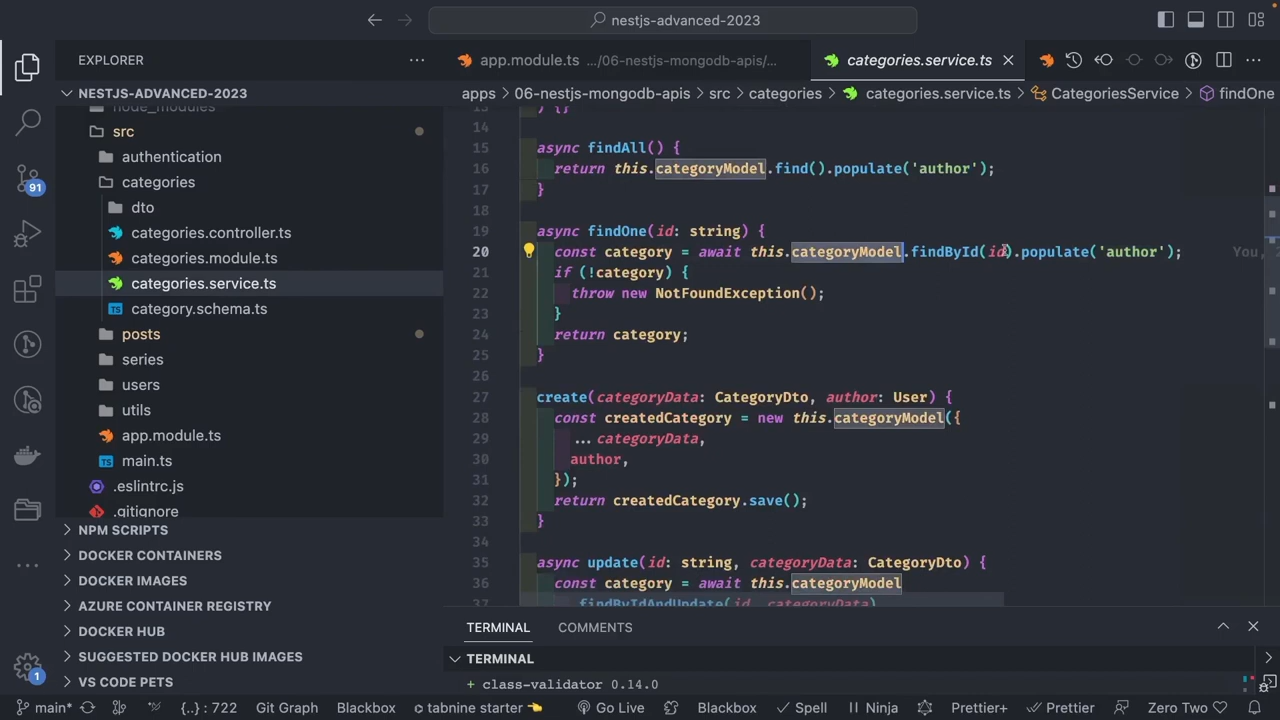 nestjs-advanced-2023
EXPLORER
app.module.ts .../06-nestjs-mongodb-apis/...
categories.service.ts
NESTJS-ADVANCED-2023
apps 06-nestjs-mongodb-apis src categories categories.service.ts CategoriesService findOne
node_modules
src
authentication
categories
dto
categories.controller.ts
categories.module.ts
categories.service.ts
category.schema.ts
posts
series
users
utils
app.module.ts
main.ts
.eslintrc.js
.gitignore
NPM SCRIPTS
DOCKER CONTAINERS
DOCKER IMAGES
AZURE CONTAINER REGISTRY
DOCKER HUB
SUGGESTED DOCKER HUB IMAGES
VS CODE PETS
91
1
13 ) {}
14
15 async findAll() {
16 return this.categoryModel.find().populate('author');
17 }
18
19 async findOne(id: string) {
20 const category = await this.categoryModel.findById(id).populate('author'); You,
21 if (!category) {
22 throw new NotFoundException();
23 }
24 return category;
25 }
26
27 create(categoryData: CategoryDto, author: User) {
28 const createdCategory = new this.categoryModel({
29 ...categoryData,
30 author,
31 });
32 return createdCategory.save();
33 }
34
35 async update(id: string, categoryData: CategoryDto) {
36 const category = await this.categoryModel
37 .findByIdAndUpdate(id, categoryData)
TERMINAL COMMENTS
TERMINAL
+ class-validator 0.14.0
main* {..} : 722 Git Graph Blackbox tabnine starter Go Live Blackbox Spell Ninja Prettier+ Prettier Zero Two